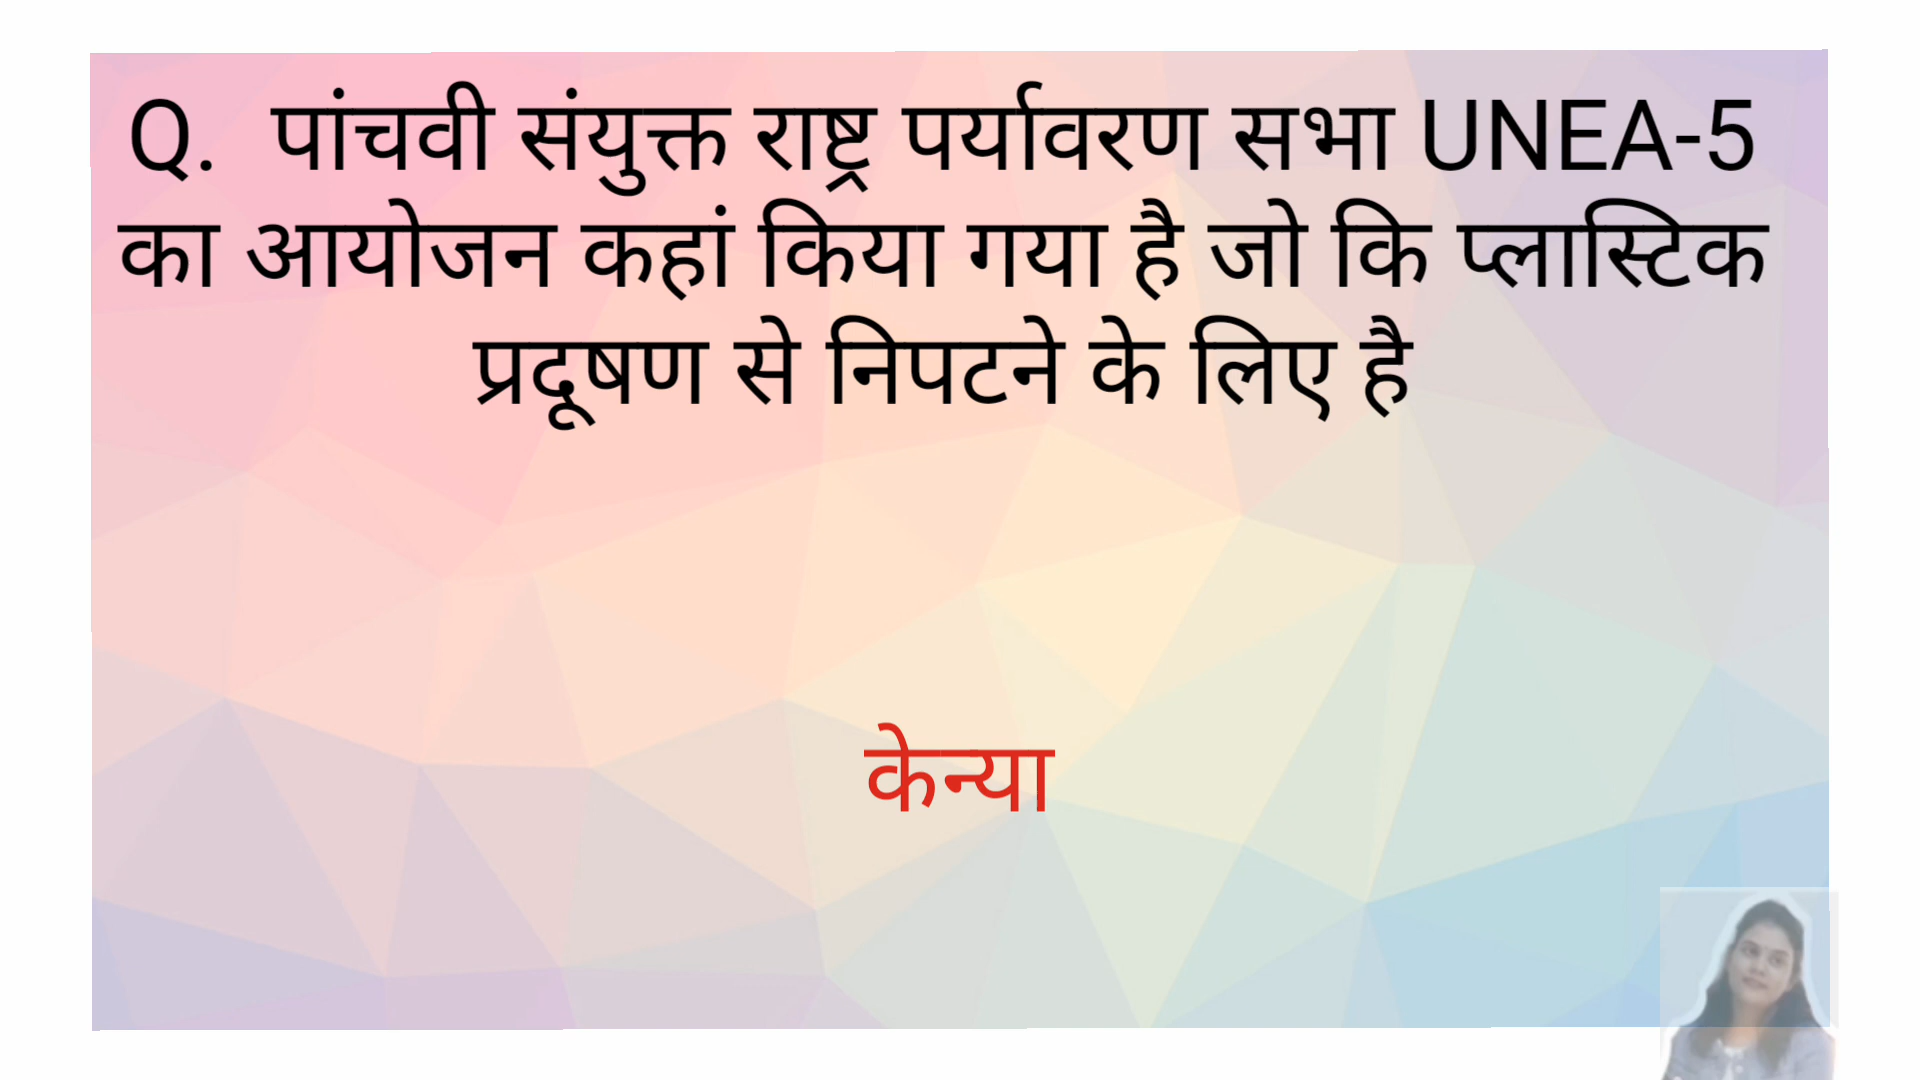 Q. पांचवी संयुक्त राष्ट्र पर्यावरण सभा UNEA-5
का आयोजन कहां किया गया है जो कि प्लास्टिक
प्रदूषण से निपटने के लिए है
केन्या